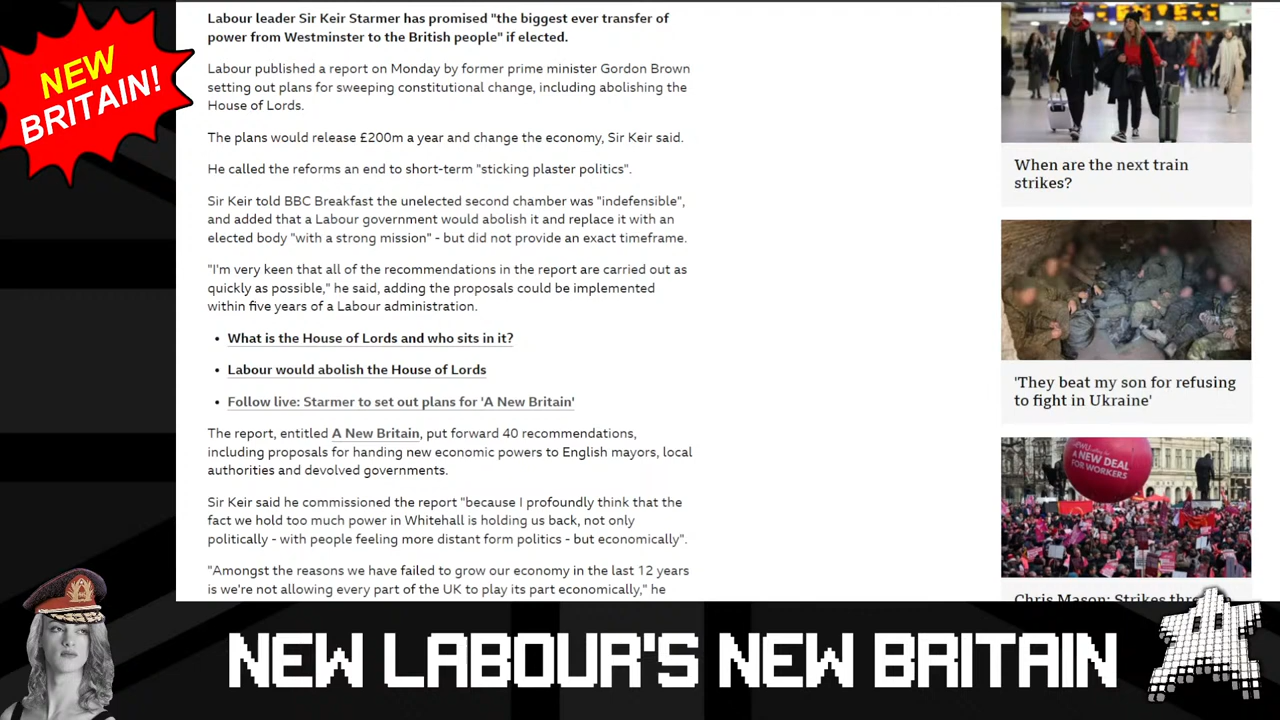 NEW
BRITAIN!
Labour leader Sir Keir Starmer has promised "the biggest ever transfer of
power from Westminster to the British people" if elected.
Labour published a report on Monday by former prime minister Gordon Brown
setting out plans for sweeping constitutional change, including abolishing the
House of Lords.
The plans would release £200m a year and change the economy, Sir Keir said.
He called the reforms an end to short-term "sticking plaster politics".
Sir Keir told BBC Breakfast the unelected second chamber was "indefensible",
and added that a Labour government would abolish it and replace it with an
elected body "with a strong mission" - but did not provide an exact timeframe.
"I'm very keen that all of the recommendations in the report are carried out as
quickly as possible," he said, adding the proposals could be implemented
within five years of a Labour administration.
• What is the House of Lords and who sits in it?
• Labour would abolish the House of Lords
• Follow live: Starmer to set out plans for 'A New Britain'
The report, entitled A New Britain, put forward 40 recommendations,
including proposals for handing new economic powers to English mayors, local
authorities and devolved governments.
Sir Keir said he commissioned the report "because I profoundly think that the
fact we hold too much power in Whitehall is holding us back, not only
politically - with people feeling more distant form politics - but economically".
"Amongst the reasons we have failed to grow our economy in the last 12 years
is we're not allowing every part of the UK to play its part economically," he
When are the next train
strikes?
'They beat my son for refusing
to fight in Ukraine'
A NEW DEAL
FOR WORKERS
Chris Mason: Strikes
NEW LABOUR'S NEW BRITAIN